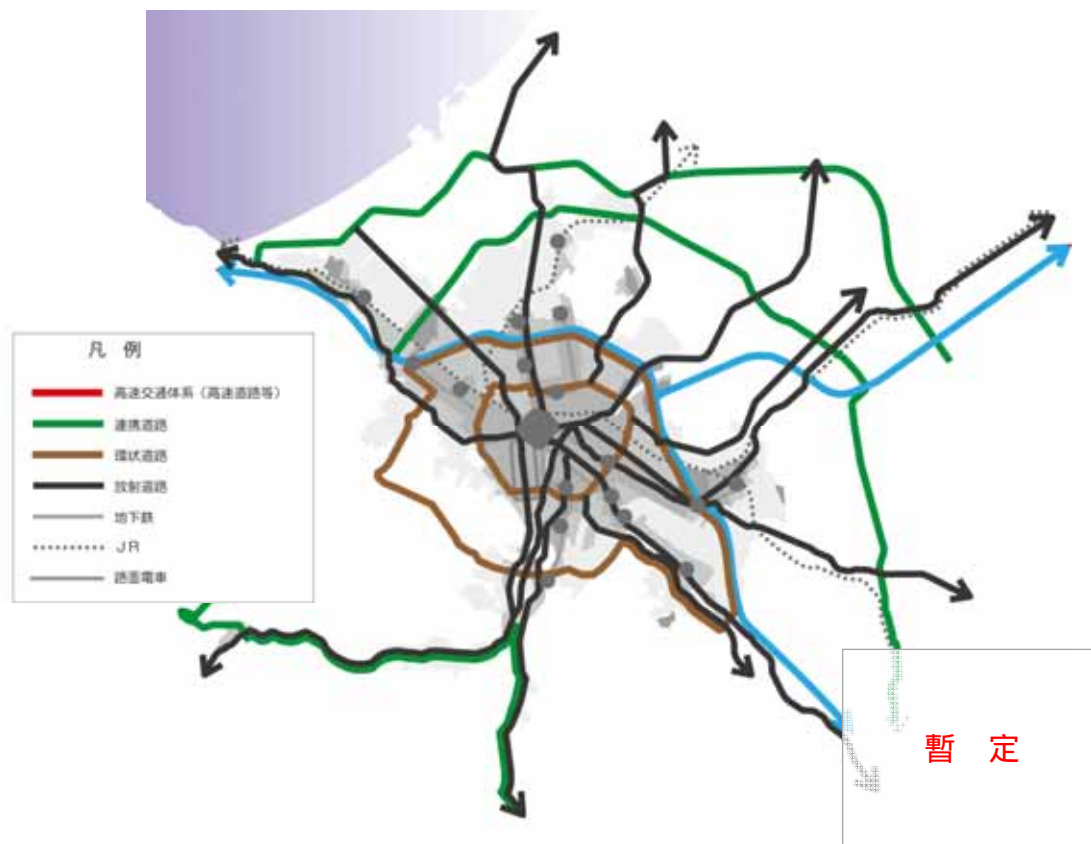 凡 例
高速交通体系（高速道路等）
連携道路
環状道路
放射道路
地下鉄
ＪＲ
路面電車
暫 定